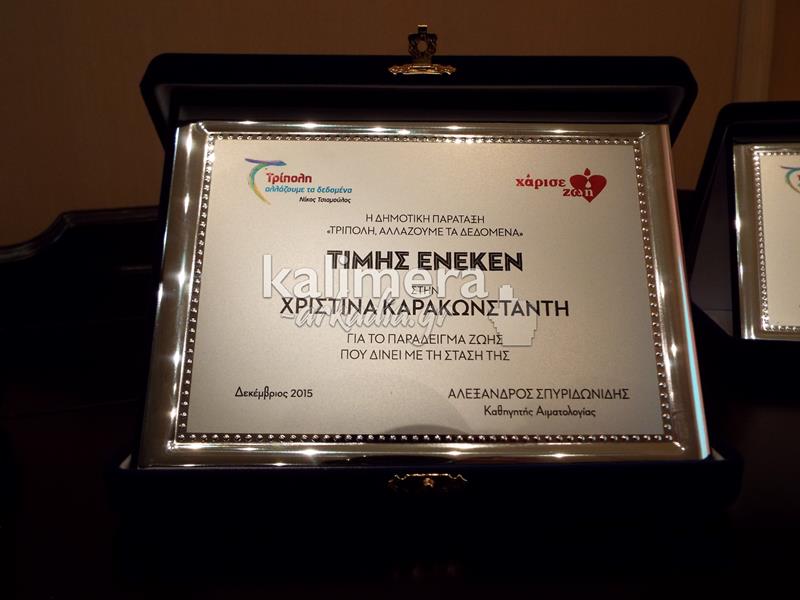 Τρίπολη
αλλάζουμε τα δεδομένα
Νίκος Τσιαμούλος
χάρισε
ζωη
Η ΔΗΜΟΤΙΚΗ ΠΑΡΑΤΑΞΗ
«ΤΡΙΠΟΛΗ, ΑΛΛΑΖΟΥΜΕ ΤΑ ΔΕΔΟΜΕΝΑ»
ΤΙΜΗΣ ΕΝΕΚΕΝ
kalimera
ΣΤΗΝ
ΧΡΙΣΤΙΝΑ ΚΑΡΑΚΩΝΣΤΑΝΤΗ
-arkadia.gr
ΓΙΑ ΤΟ ΠΑΡΑΔΕΙΓΜΑ ΖΩΗΣ
ΠΟΥ ΔΙΝΕΙ ΜΕ ΤΗ ΣΤΑΣΗ ΤΗΣ
Δεκέμβριος 2015
ΑΛΕΞΑΝΔΡΟΣ ΣΠΥΡΙΔΩΝΙΔΗΣ
Καθηγητής Αιματολογίας